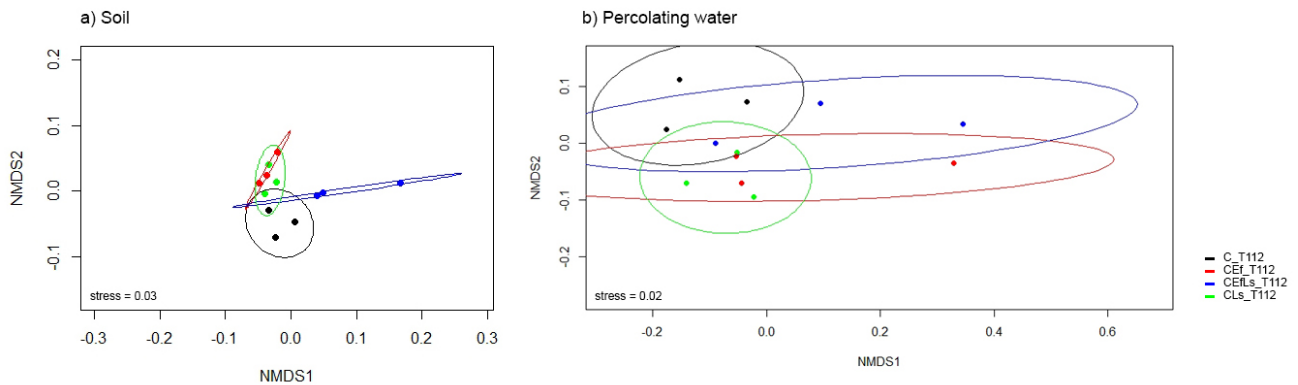 a) Soil
0.2
0.1
0.0
-0.1
NMDS2
stress = 0.03
-0.3 -0.2 -0.1 0.0 0.1 0.2 0.3
NMDS1
b) Percolating water
0.1
0.0
-0.1
-0.2
NMDS2
stress = 0.02
-0.2 0.0 0.2 0.4 0.6
NMDS1
C_T112
CEf_T112
CEfLs_T112
CLs_T112